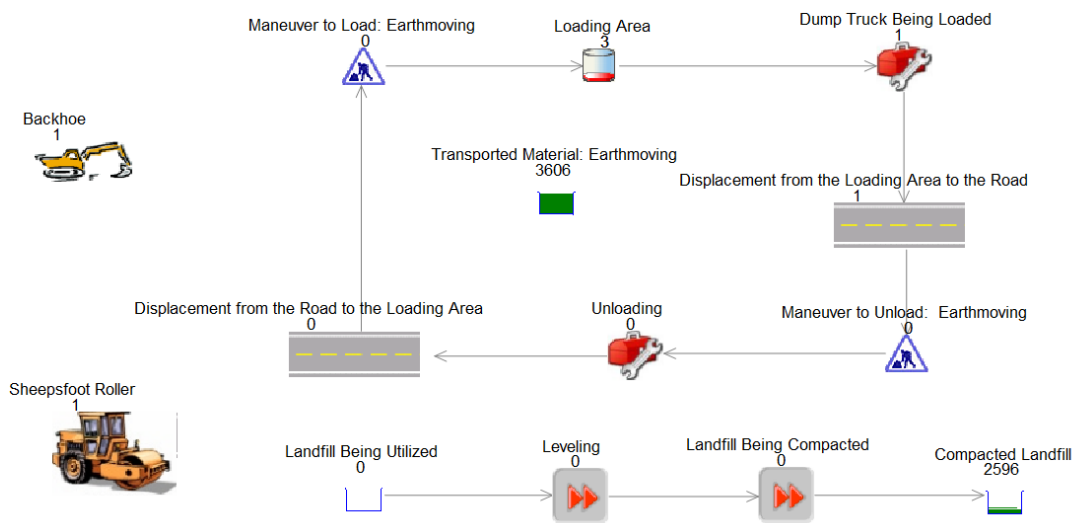 Maneuver to Load: Earthmoving
0
Loading Area
3
Dump Truck Being Loaded
1
Backhoe
1
Transported Material: Earthmoving
3606
Displacement from the Loading Area to the Road
1
Displacement from the Road to the Loading Area
0
Unloading
0
Maneuver to Unload:  Earthmoving
0
Sheepsfoot Roller
1
Landfill Being Utilized
0
Leveling
0
Landfill Being Compacted
0
Compacted Landfill
2596